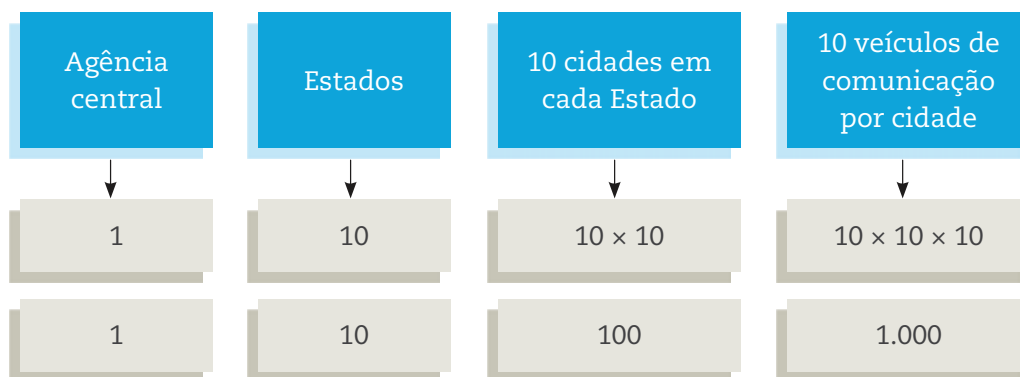 Agência
central
Estados
10 cidades em
cada Estado
10 veículos de
comunicação
por cidade
1
10
10 × 10
10 × 10 × 10
1
10
100
1.000